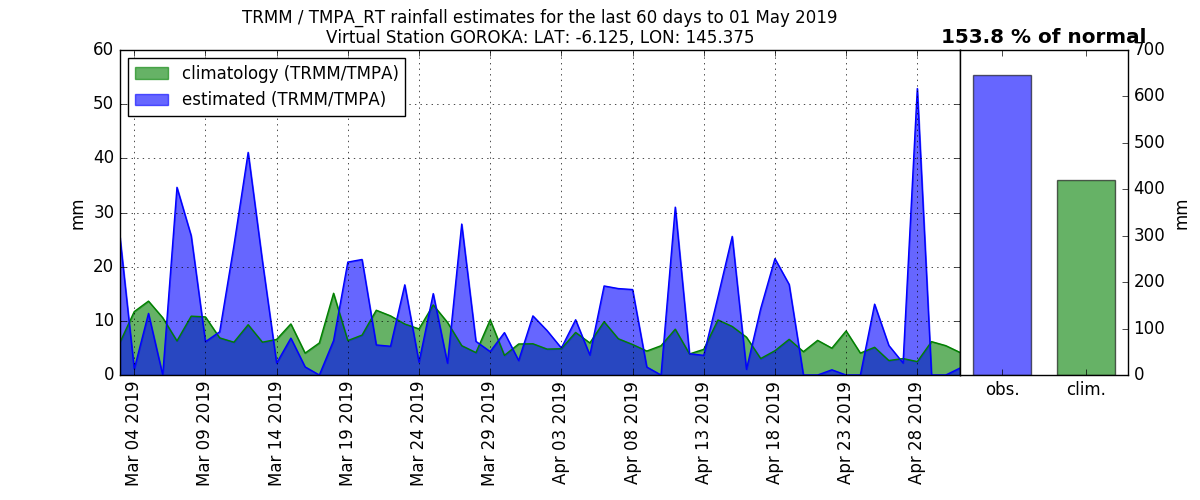 TRMM / TMPA_RT rainfall estimates for the last 60 days to 01 May 2019
Virtual Station GOROKA: LAT: -6.125, LON: 145.375
153.8 % of normal
climatology (TRMM/TMPA)
estimated (TRMM/TMPA)
60
50
40
30
20
10
0
mm
Mar 04 2019
Mar 09 2019
Mar 14 2019
Mar 19 2019
Mar 24 2019
Mar 29 2019
Apr 03 2019
Apr 08 2019
Apr 13 2019
Apr 18 2019
Apr 23 2019
Apr 28 2019
700
600
500
400
300
200
100
0
mm
obs.
clim.